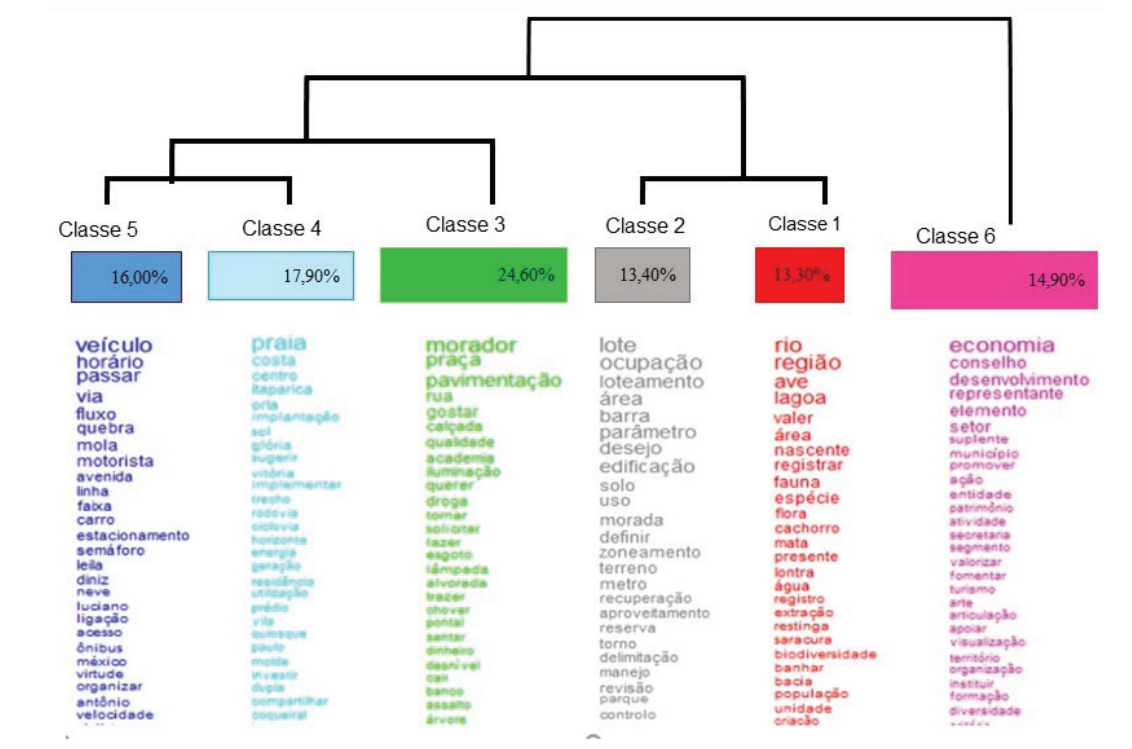 Classe 5
16,00%
veículo
horário
passar
via
fluxo
quebra
mola
motorista
avenida
linha
faixa
carro
estacionamento
semáforo
leila
diniz
neve
luciano
ligação
acesso
ônibus
méxico
virtude
organizar
antônio
velocidade
Classe 4
17,90%
praia
costa
centro
itaparica
orla
implantação
sol
glória
sugerir
vitória
implementar
trecho
rodovia
ciclovia
horizonte
energia
geração
residência
utilização
prédio
vila
quiosque
paulo
molde
investir
dupla
compartilhar
coqueiral
Classe 3
24,60%
morador
praça
pavimentação
rua
gostar
calçada
qualidade
academia
iluminação
querer
droga
tomar
solicitar
lazer
esgoto
lâmpada
alvorada
trazer
chover
pontal
sentar
dinheiro
desnível
cair
banco
assalto
árvore
Classe 2
13,40%
lote
ocupação
loteamento
área
barra
parâmetro
desejo
edificação
solo
uso
morada
definir
zoneamento
terreno
metro
recuperação
aproveitamento
reserva
torno
delimitação
manejo
revisão
parque
controlo
Classe 1
13,30%
rio
região
ave
lagoa
valer
área
nascente
registrar
fauna
espécie
flora
cachorro
mata
presente
lontra
água
registro
extração
restinga
saracura
biodiversidade
banhar
bacia
população
unidade
criação
Classe 6
14,90%
economia
conselho
desenvolvimento
representante
elemento
setor
suplente
município
promover
ação
entidade
patrimônio
atividade
secretaria
segmento
valorizar
fomentar
turismo
arte
articulação
apoiar
visualização
território
organização
instituir
formação
diversidade